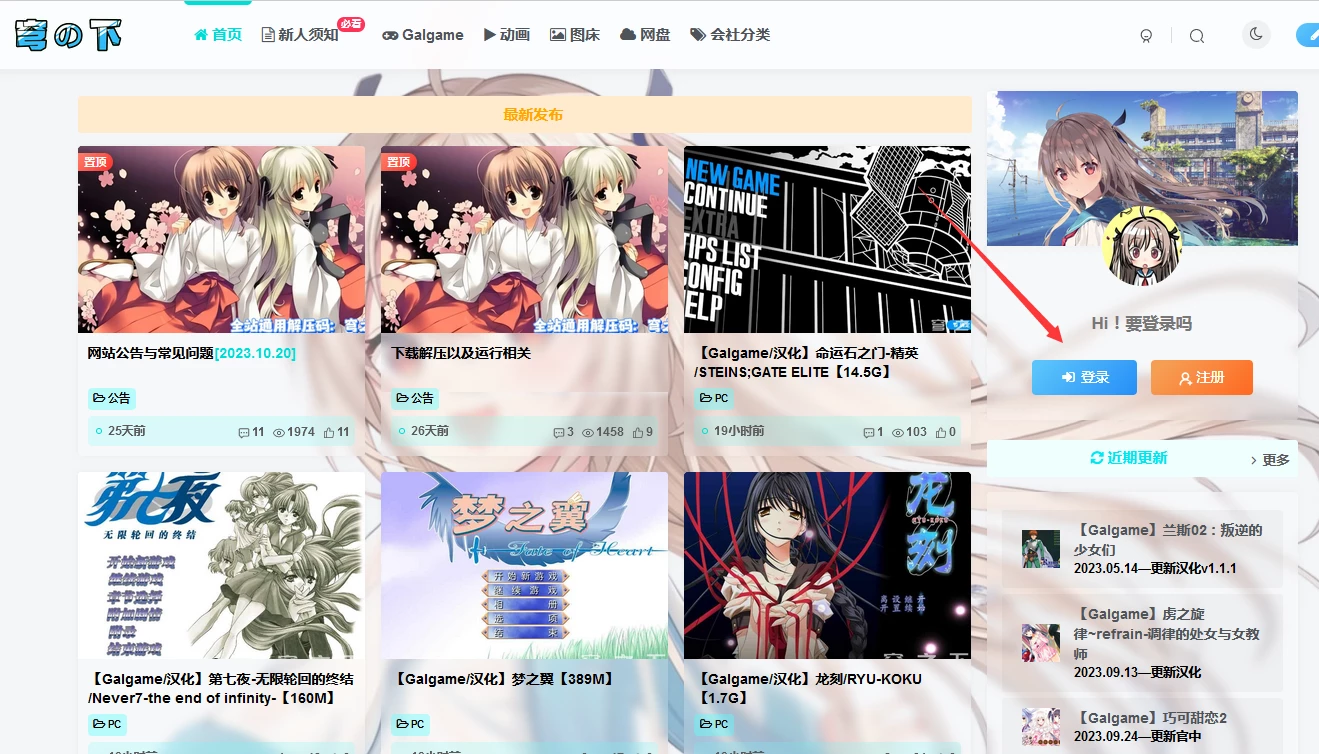 穹の下
首页
新人须知
必看
Galgame
动画
图床
网盘
会社分类
最新发布
置顶
全站通用解压码：
网站公告与常见问题[2023.10.20]
公告
25天前
11
1974
11
置顶
全站通用解压码：
下载解压以及运行相关
公告
26天前
3
1458
9
NEW GAME
CONTINUE
EXTRA
TIPS LIST
CONFIG
HELP
【Galgame/汉化】命运石之门-精英
/STEINS;GATE ELITE【14.5G】
PC
19小时前
1
103
0
Hi！要登录吗
登录
注册
近期更新
更多
【Galgame】兰斯02：叛逆的
少女们
2023.05.14—更新汉化v1.1.1
【Galgame】虏之旋
律~refrain-调律的处女与女教
师
2023.09.13—更新汉化
【Galgame】巧可甜恋2
2023.09.24—更新官中
第七夜
无限轮回的终结
开始新游戏
【Galgame/汉化】第七夜-无限轮回的终结
/Never7-the end of infinity-【160M】
PC
梦之翼
Fate of Heart
开始新游戏
继续游戏
相册
选项
结束
【Galgame/汉化】梦之翼【389M】
PC
龙刻
RYU-KOKU
【Galgame/汉化】龙刻/RYU-KOKU
【1.7G】
PC